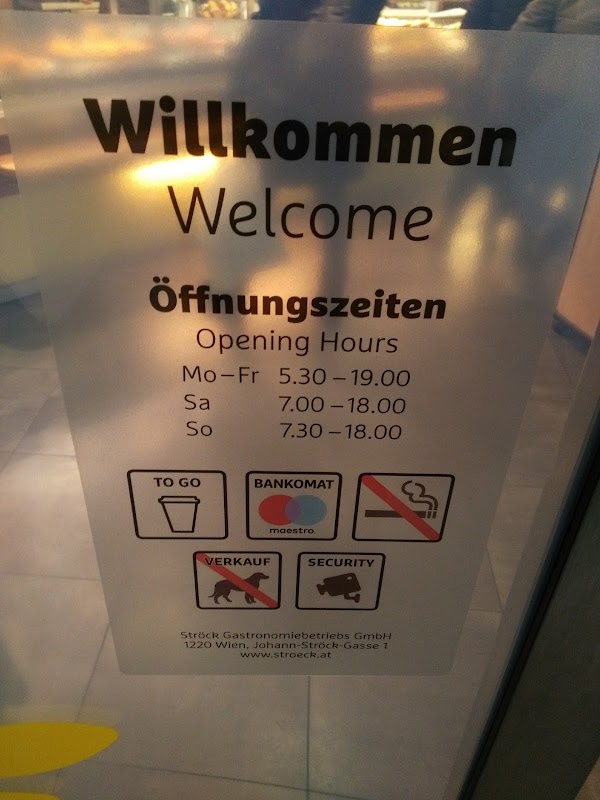 Willkommen
Welcome
Öffnungszeiten
Opening Hours
Mo–Fr 5.30 – 19.00
Sa 7.00 – 18.00
So 7.30 – 18.00
TO GO
BANKOMAT
maestro
VERKAUF
SECURITY
Ströck Gastronomiebetriebs GmbH
1220 Wien, Johann-Ströck-Gasse 1
www.stroeck.at